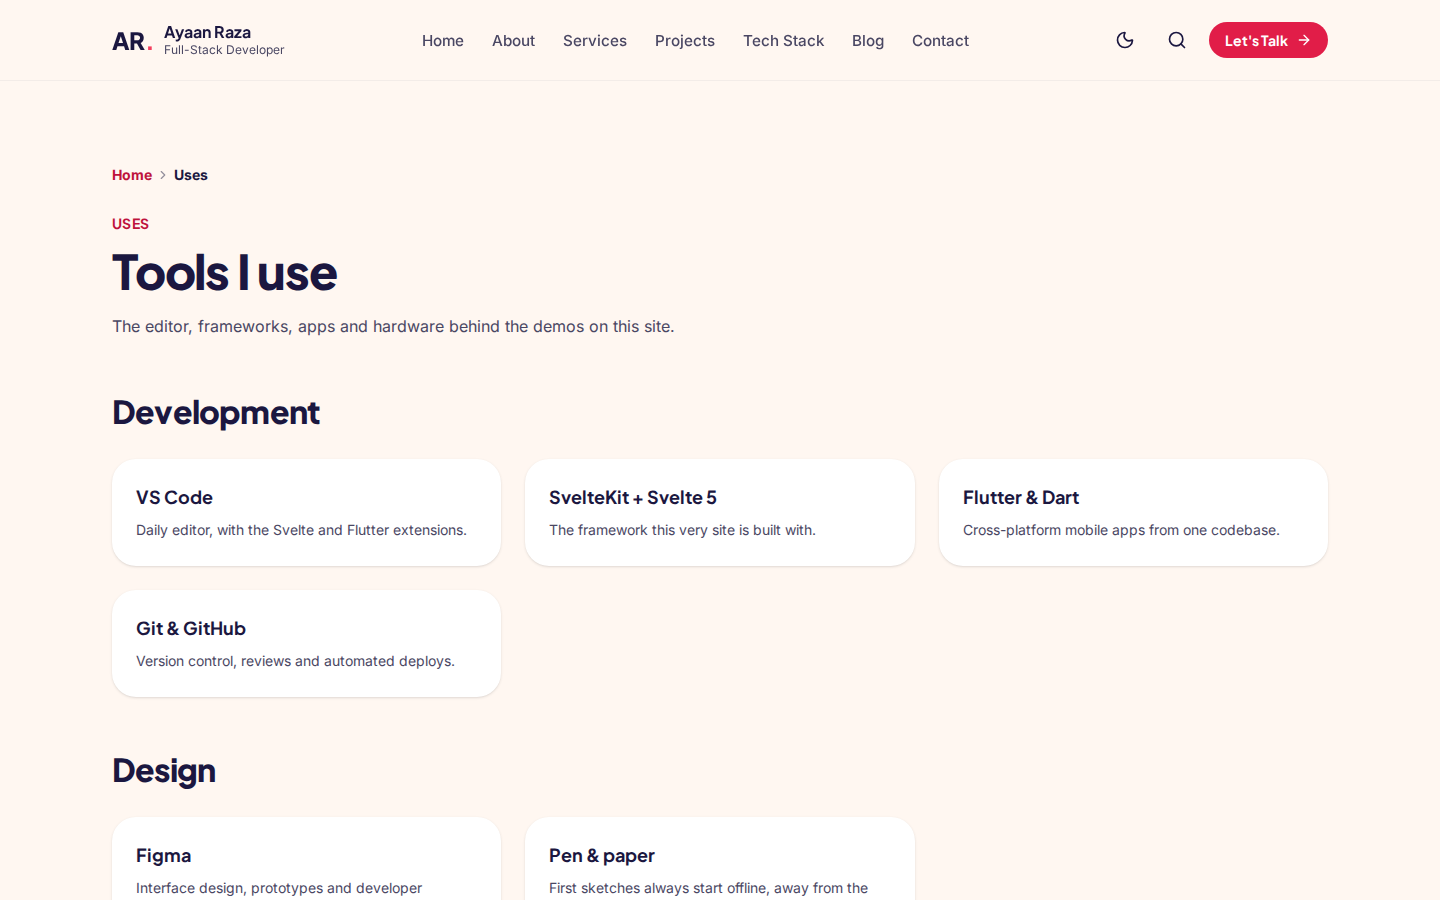 AR.
Ayaan Raza
Full-Stack Developer
Home About Services Projects Tech Stack Blog Contact
Let's Talk
Home > Uses
USES
Tools I use
The editor, frameworks, apps and hardware behind the demos on this site.
Development
VS Code
Daily editor, with the Svelte and Flutter extensions.
SvelteKit + Svelte 5
The framework this very site is built with.
Flutter & Dart
Cross-platform mobile apps from one codebase.
Git & GitHub
Version control, reviews and automated deploys.
Design
Figma
Interface design, prototypes and developer
Pen & paper
First sketches always start offline, away from the